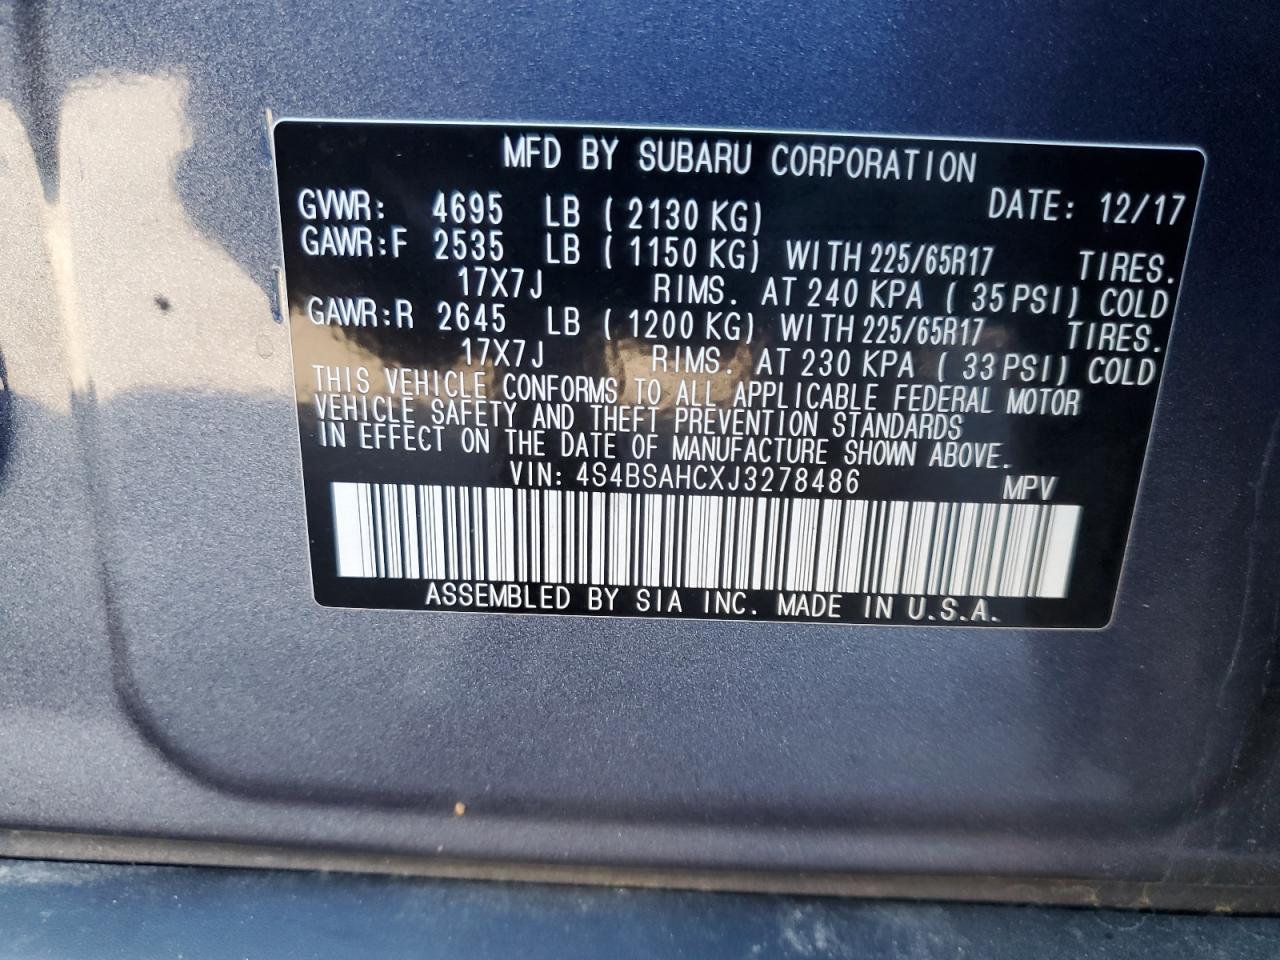 MFD BY SUBARU CORPORATION
GVWR: 4695 LB ( 2130 KG) DATE: 12/17
GAWR:F 2535 LB ( 1150 KG) WITH 225/65R17 TIRES.
17X7J RIMS. AT 240 KPA ( 35 PSI) COLD
GAWR:R 2645 LB ( 1200 KG) WITH 225/65R17 TIRES.
17X7J RIMS. AT 230 KPA ( 33 PSI) COLD
THIS VEHICLE CONFORMS TO ALL APPLICABLE FEDERAL MOTOR
VEHICLE SAFETY AND THEFT PREVENTION STANDARDS
IN EFFECT ON THE DATE OF MANUFACTURE SHOWN ABOVE.
VIN: 4S4BSAHCXJ3278486 MPV
ASSEMBLED BY SIA INC. MADE IN U.S.A.